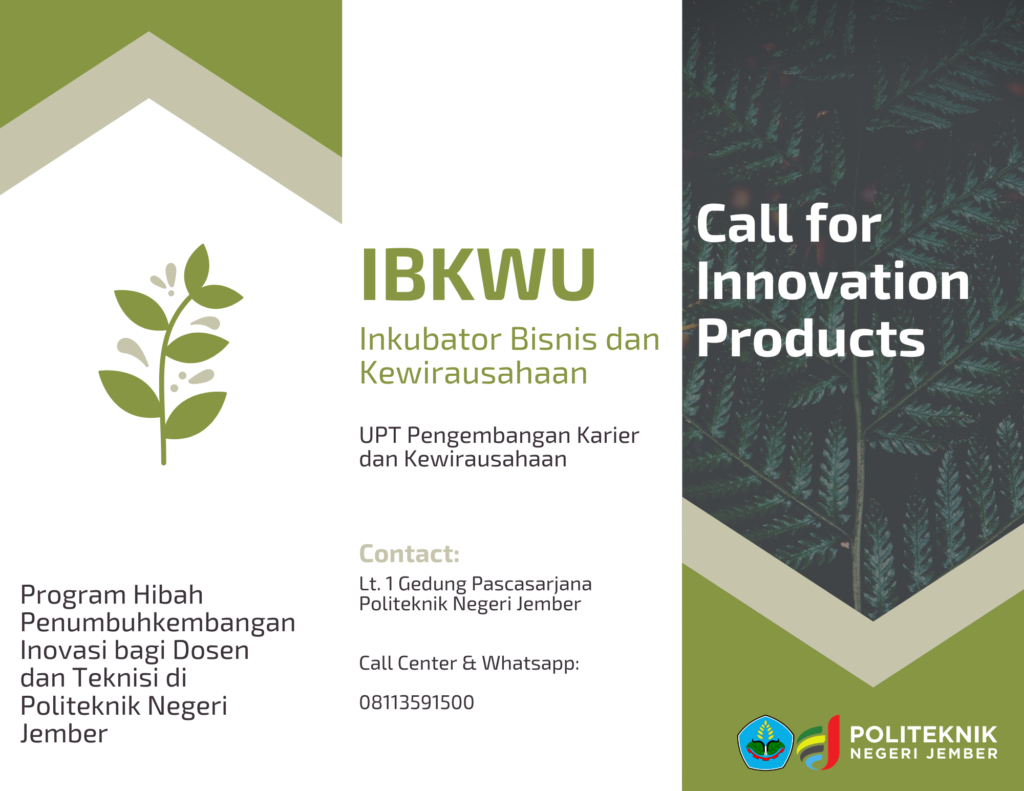 Program Hibah
Penumbuhkembangan
Inovasi bagi Dosen
dan Teknisi di
Politeknik Negeri
Jember
IBKWU
Inkubator Bisnis dan
Kewirausahaan
UPT Pengembangan Karier
dan Kewirausahaan
Contact:
Lt. 1 Gedung Pascasarjana
Politeknik Negeri Jember
Call Center & Whatsapp:
08113591500
Call for
Innovation
Products
POLITEKNIK
NEGERI JEMBER